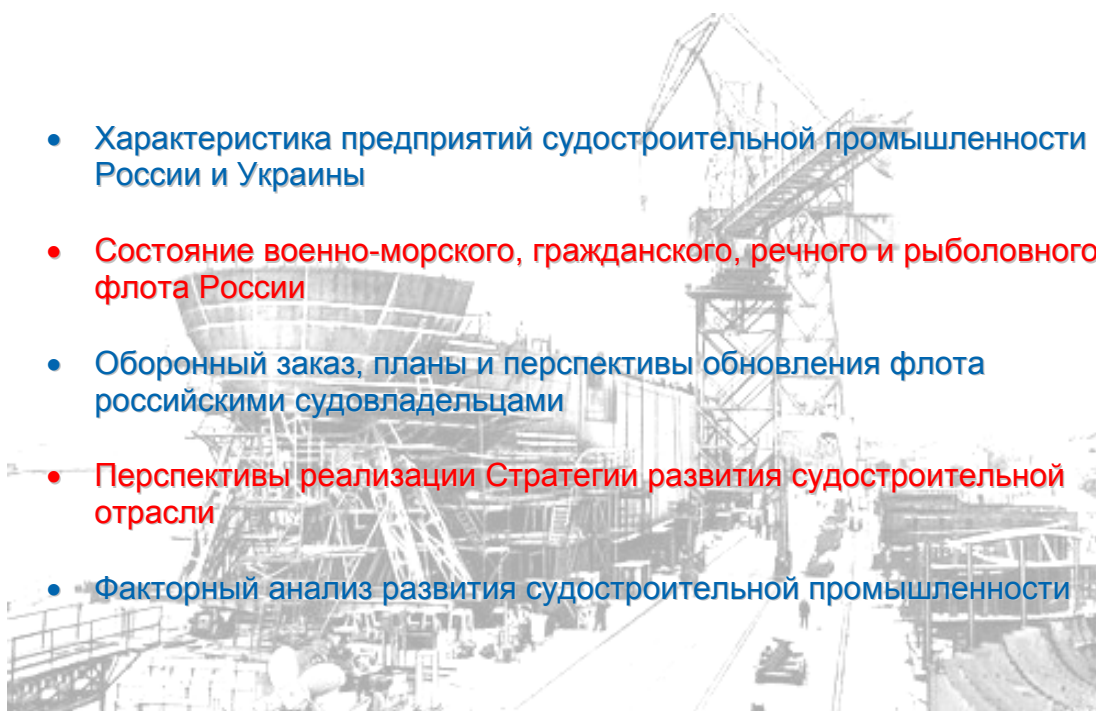 • Характеристика предприятий судостроительной промышленности
России и Украины
• Состояние военно-морского, гражданского, речного и рыболовного
флота России
• Оборонный заказ, планы и перспективы обновления флота
российскими судовладельцами
• Перспективы реализации Стратегии развития судостроительной
отрасли
• Факторный анализ развития судостроительной промышленности